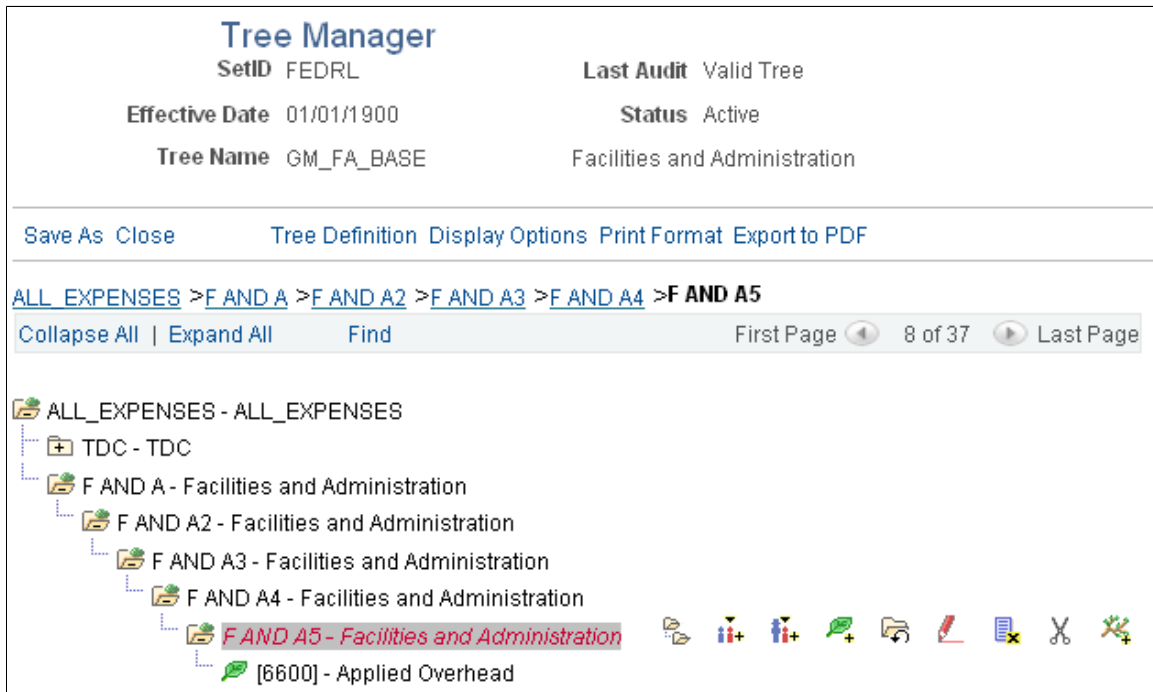 Tree Manager
SetID FEDRL Last Audit Valid Tree
Effective Date 01/01/1900 Status Active
Tree Name GM_FA_BASE Facilities and Administration
Save As Close Tree Definition Display Options Print Format Export to PDF
ALL_EXPENSES >F AND A >F AND A2 >F AND A3 >F AND A4 >F AND A5
Collapse All | Expand All Find First Page 8 of 37 Last Page
ALL_EXPENSES - ALL_EXPENSES
TDC - TDC
F AND A - Facilities and Administration
F AND A2 - Facilities and Administration
F AND A3 - Facilities and Administration
F AND A4 - Facilities and Administration
F AND A5 - Facilities and Administration
[6600] - Applied Overhead